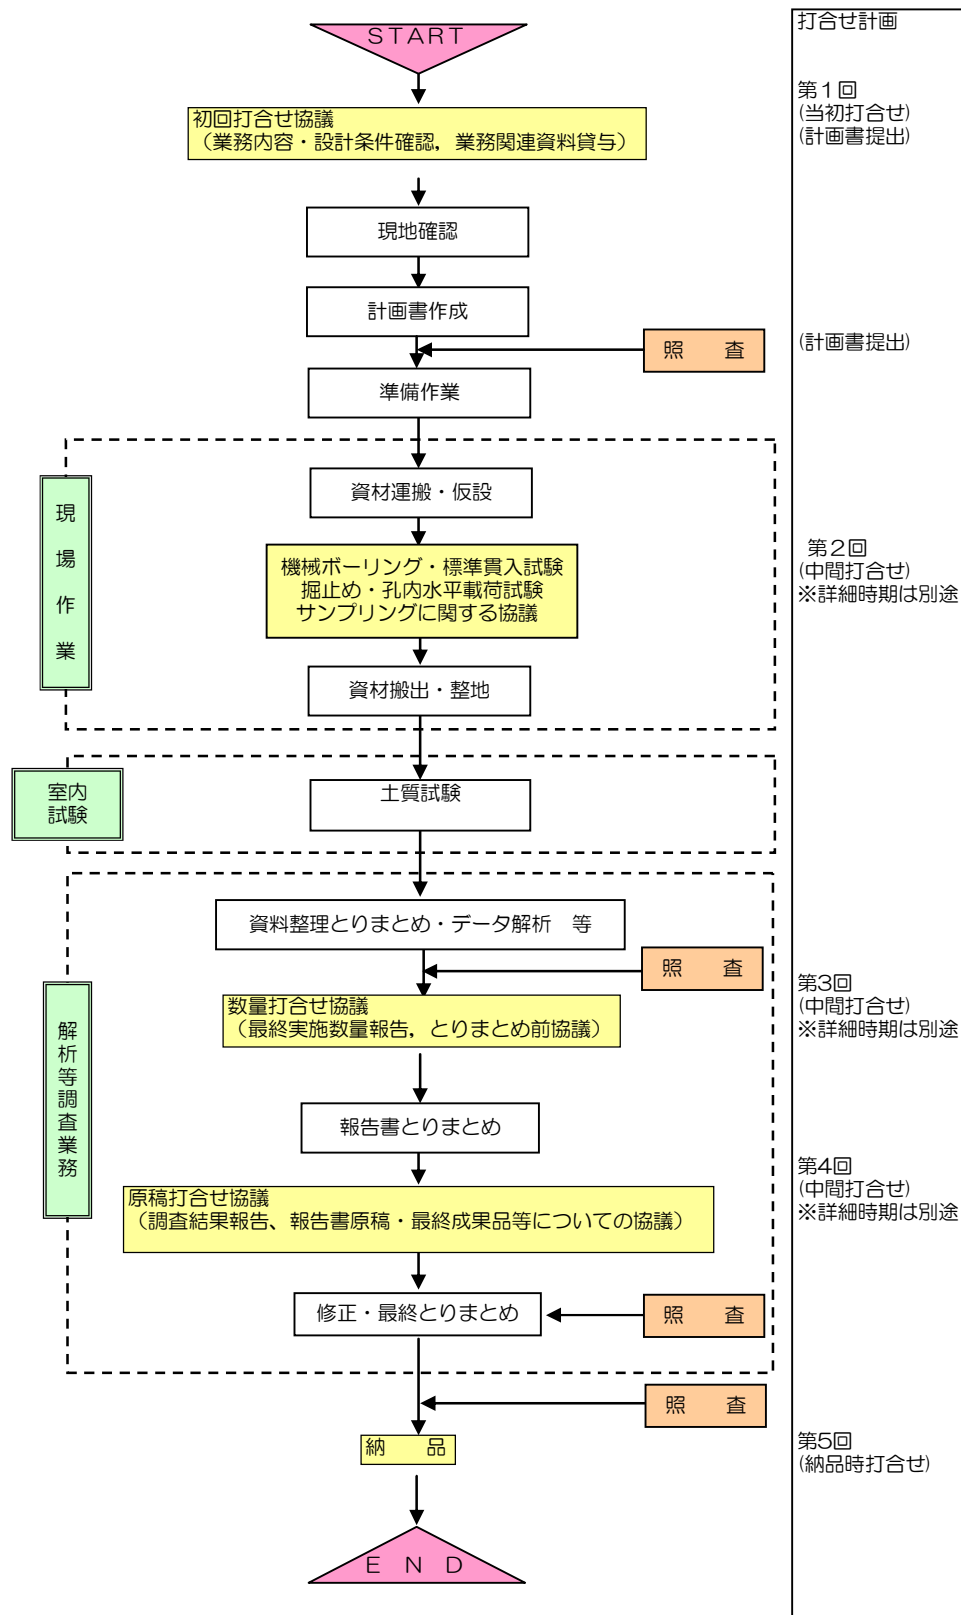 START
打合せ計画
初回打合せ協議
（業務内容・設計条件確認，業務関連資料貸与）
第１回
(当初打合せ)
(計画書提出)
現地確認
計画書作成
照　査
(計画書提出)
準備作業
現場作業
資材運搬・仮設
機械ボーリング・標準貫入試験
掘止め・孔内水平載荷試験
サンプリングに関する協議
第２回
(中間打合せ)
※詳細時期は別途
資材搬出・整地
室内
試験
土質試験
解析等調査業務
資料整理とりまとめ・データ解析　等
照　査
数量打合せ協議
（最終実施数量報告，とりまとめ前協議）
第3回
(中間打合せ)
※詳細時期は別途
報告書とりまとめ
原稿打合せ協議
（調査結果報告、報告書原稿・最終成果品等についての協議）
第4回
(中間打合せ)
※詳細時期は別途
修正・最終とりまとめ
照　査
照　査
納　品
第5回
(納品時打合せ)
ＥＮＤ